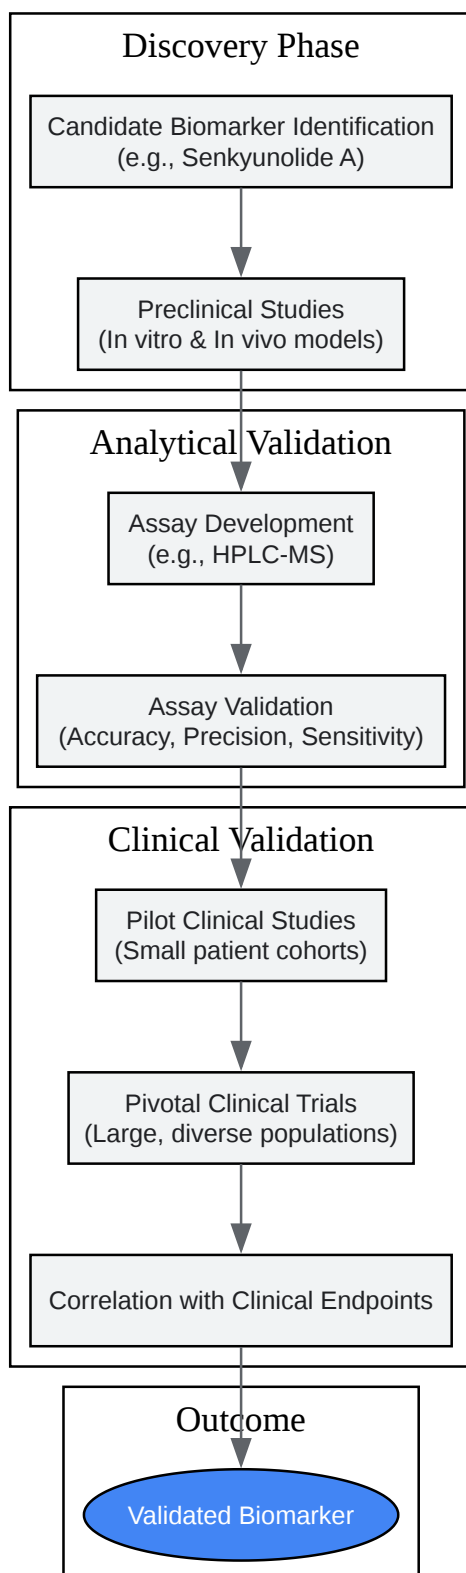 Discovery Phase
Candidate Biomarker Identification
(e.g., Senkyunolide A)
Preclinical Studies
(In vitro & In vivo models)
Analytical Validation
Assay Development
(e.g., HPLC-MS)
Assay Validation
(Accuracy, Precision, Sensitivity)
Clinical Validation
Pilot Clinical Studies
(Small patient cohorts)
Pivotal Clinical Trials
(Large, diverse populations)
Correlation with Clinical Endpoints
Outcome
Validated Biomarker